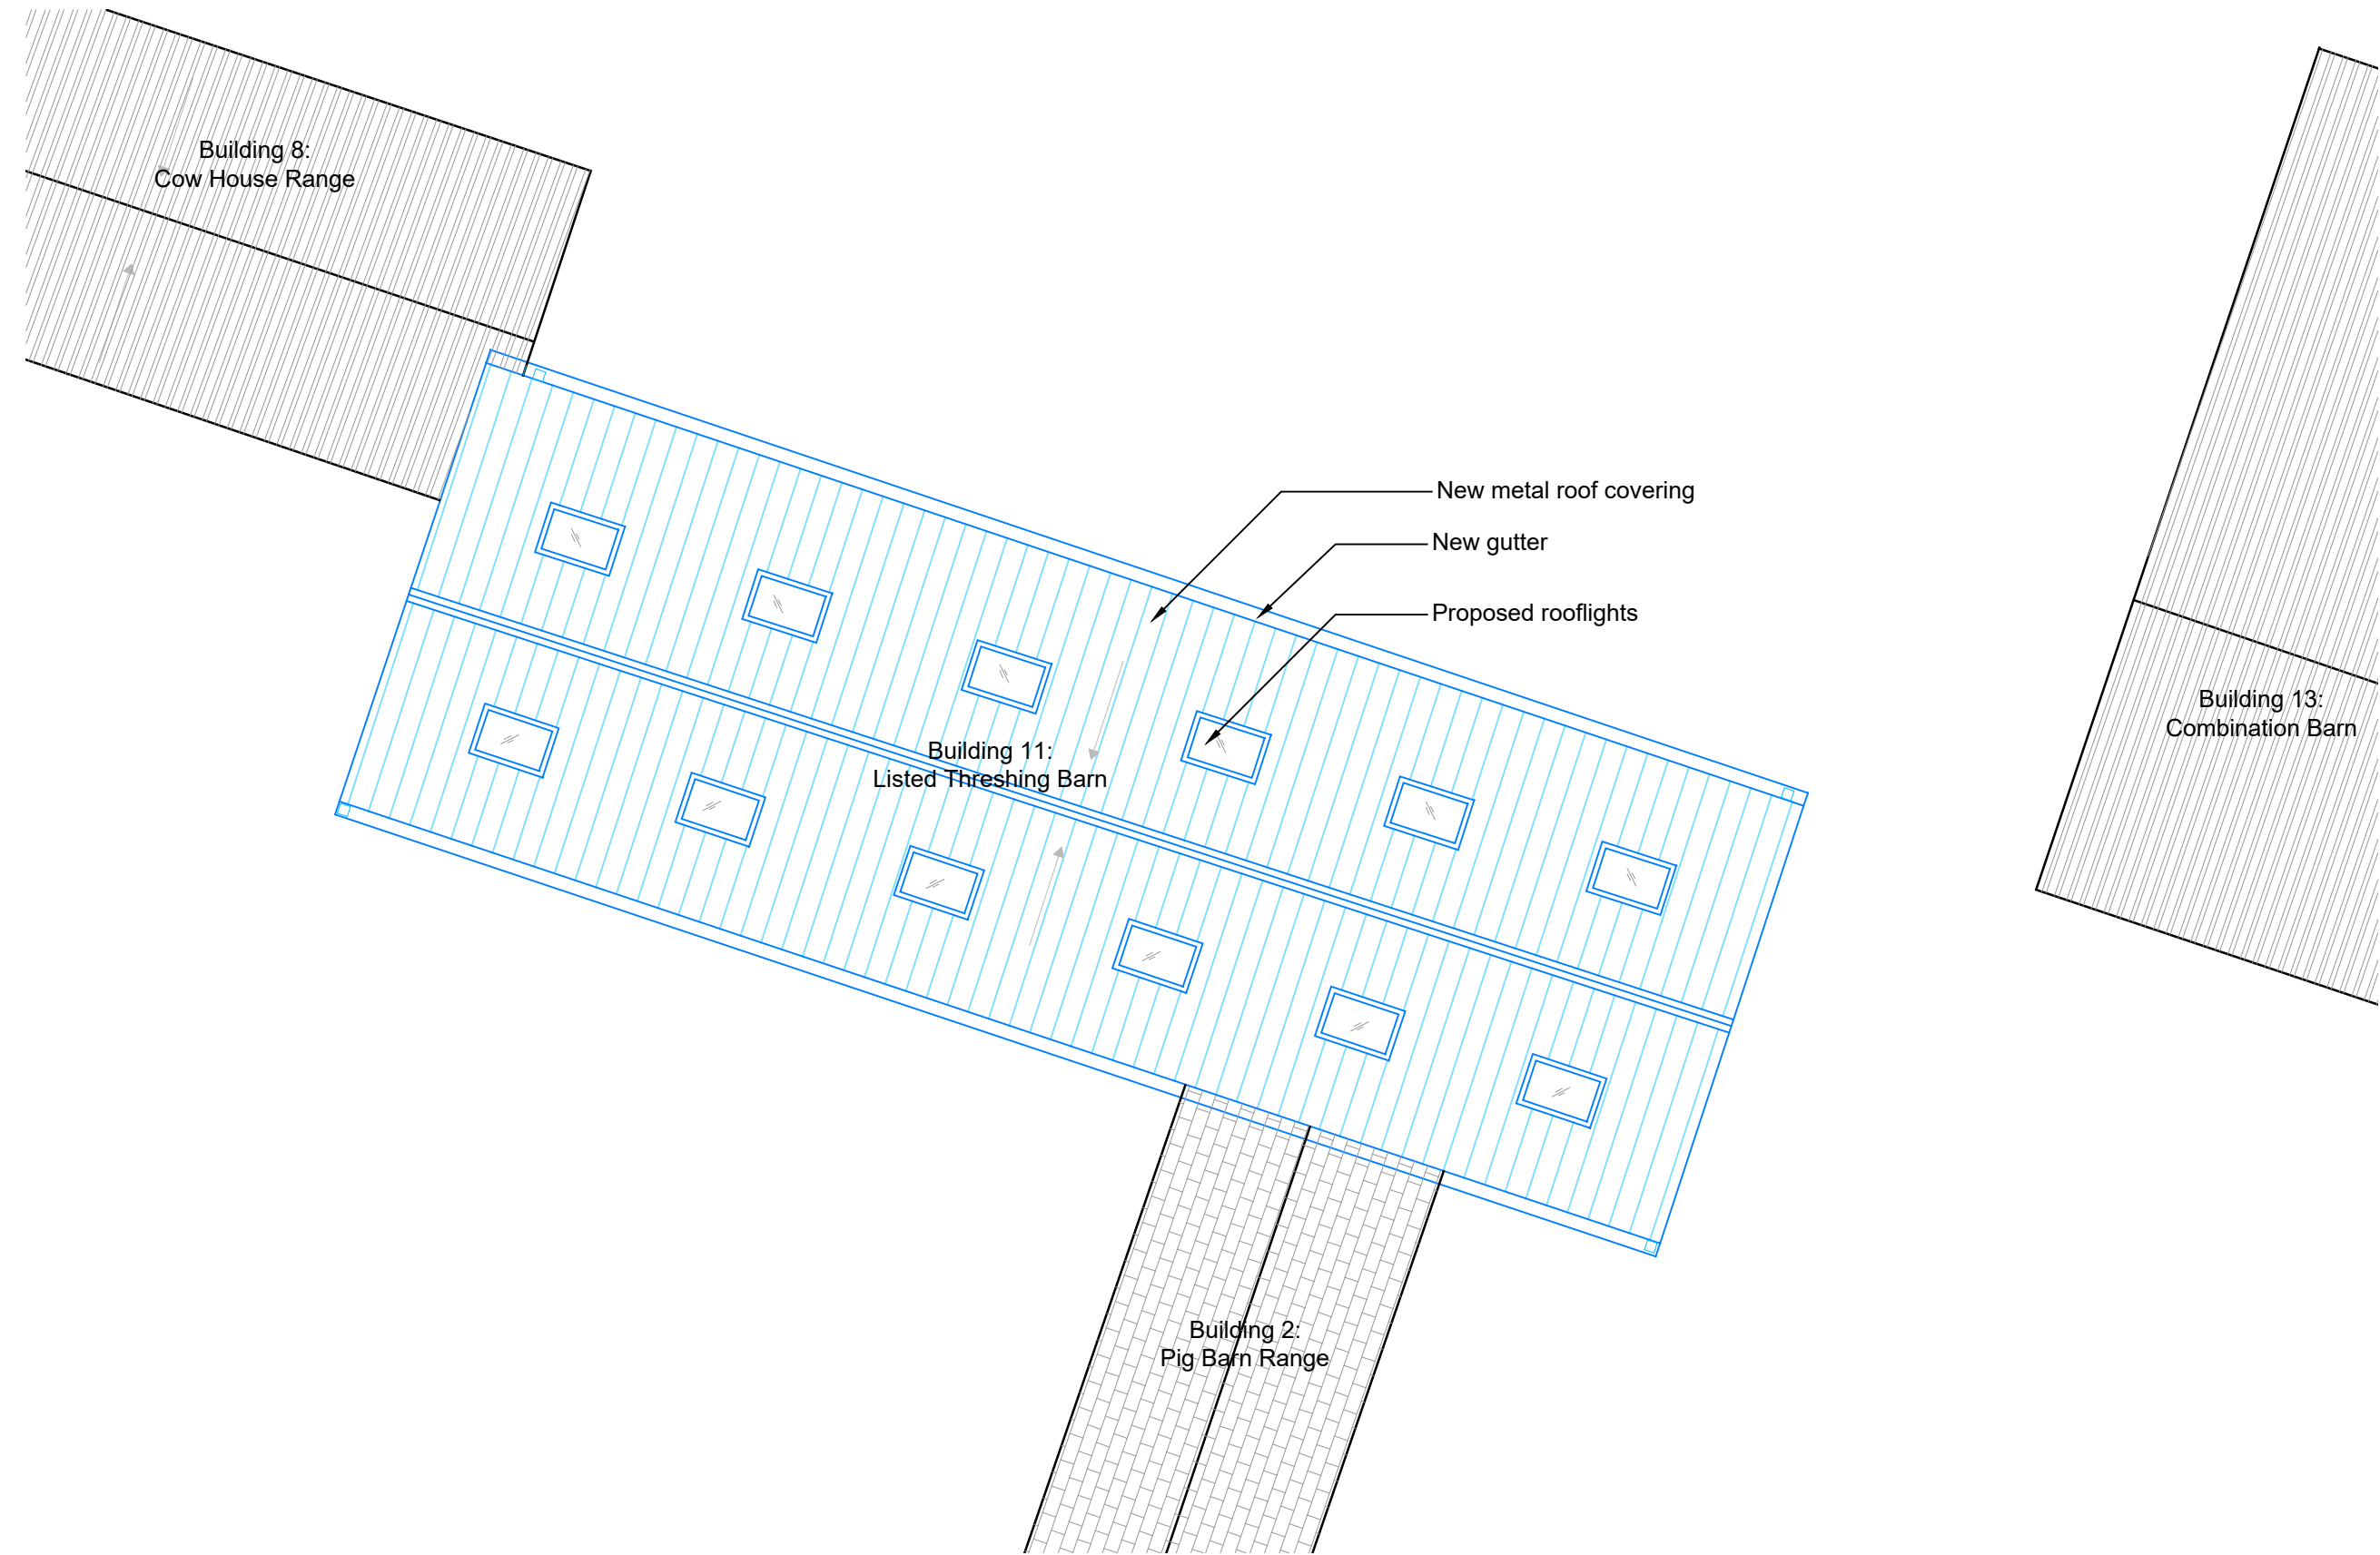 Building 8:
Cow House Range
New metal roof covering
New gutter
Proposed rooflights
Building 13:
Combination Barn
Building 11:
Listed Threshing Barn
Building 2:
Pig Barn Range